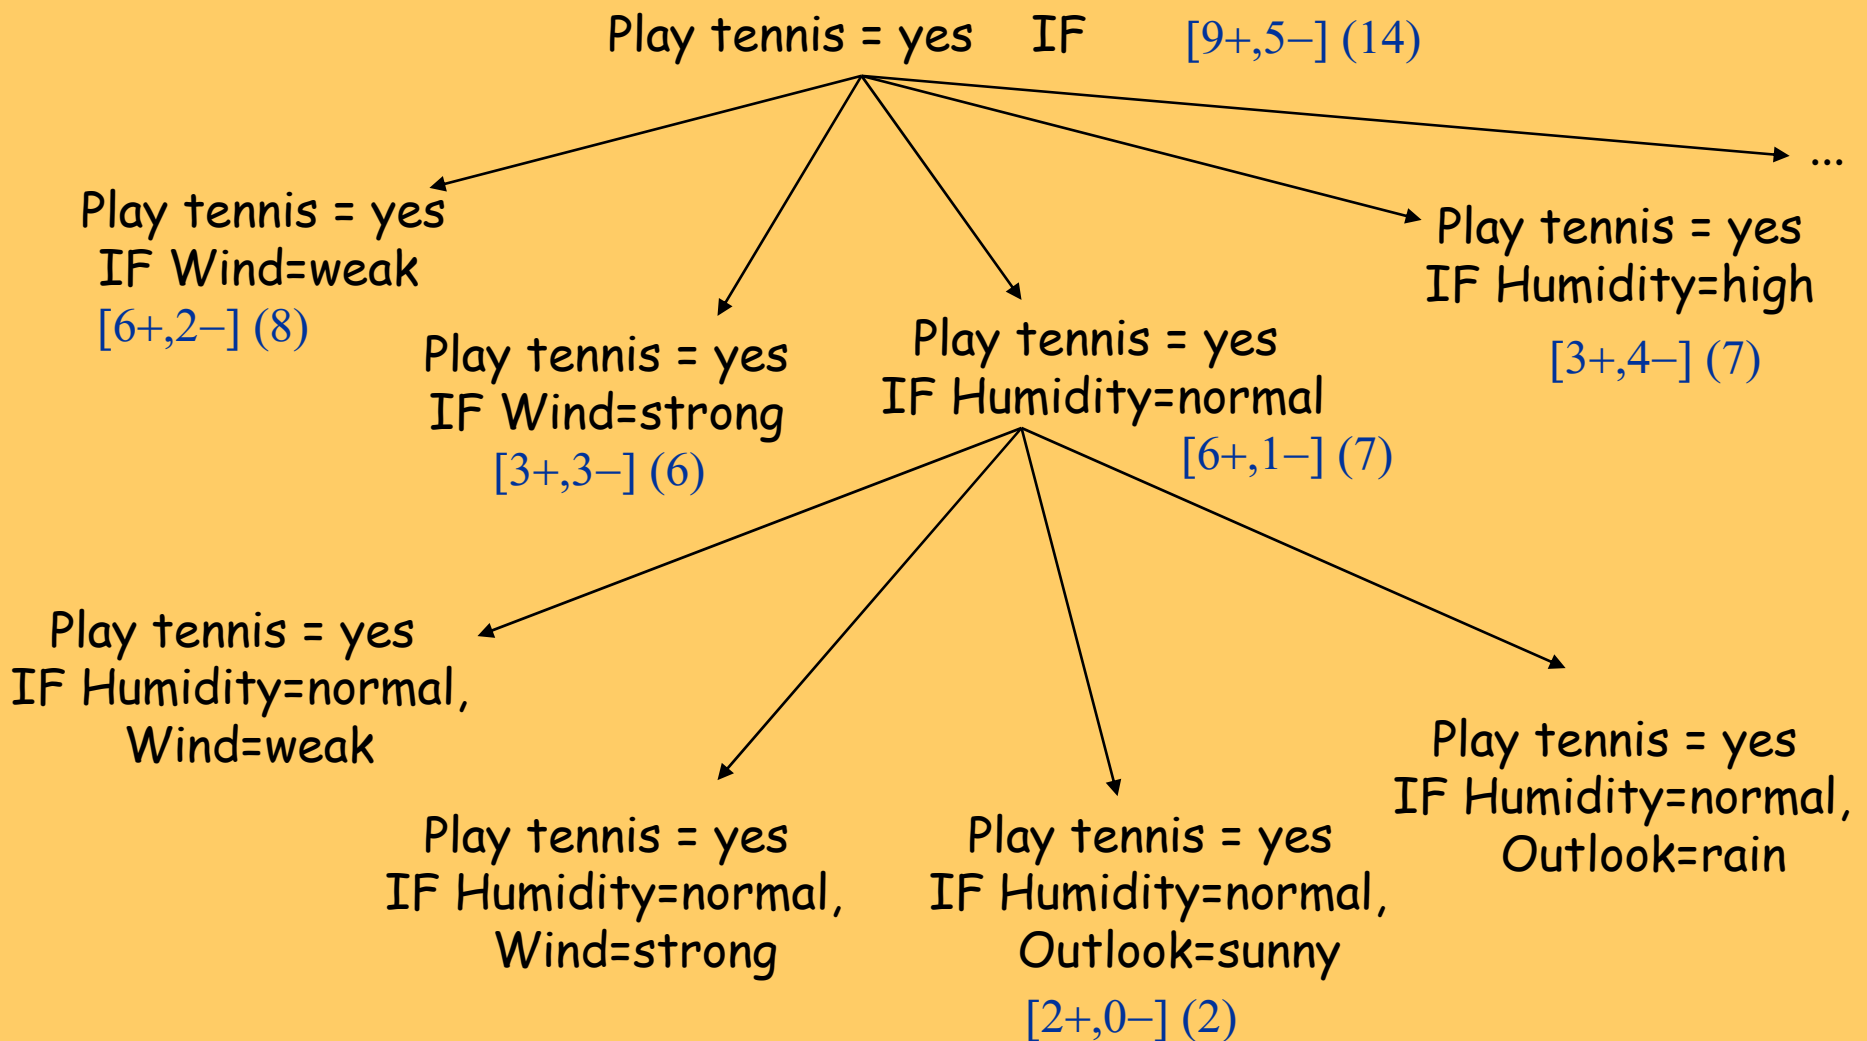 Play tennis = yes IF [9+,5−] (14)
...
Play tennis = yes
IF Wind=weak
[6+,2−] (8)
Play tennis = yes
IF Wind=strong
[3+,3−] (6)
Play tennis = yes
IF Humidity=normal
[6+,1−] (7)
Play tennis = yes
IF Humidity=high
[3+,4−] (7)
Play tennis = yes
IF Humidity=normal,
Wind=weak
Play tennis = yes
IF Humidity=normal,
Wind=strong
Play tennis = yes
IF Humidity=normal,
Outlook=sunny
[2+,0−] (2)
Play tennis = yes
IF Humidity=normal,
Outlook=rain